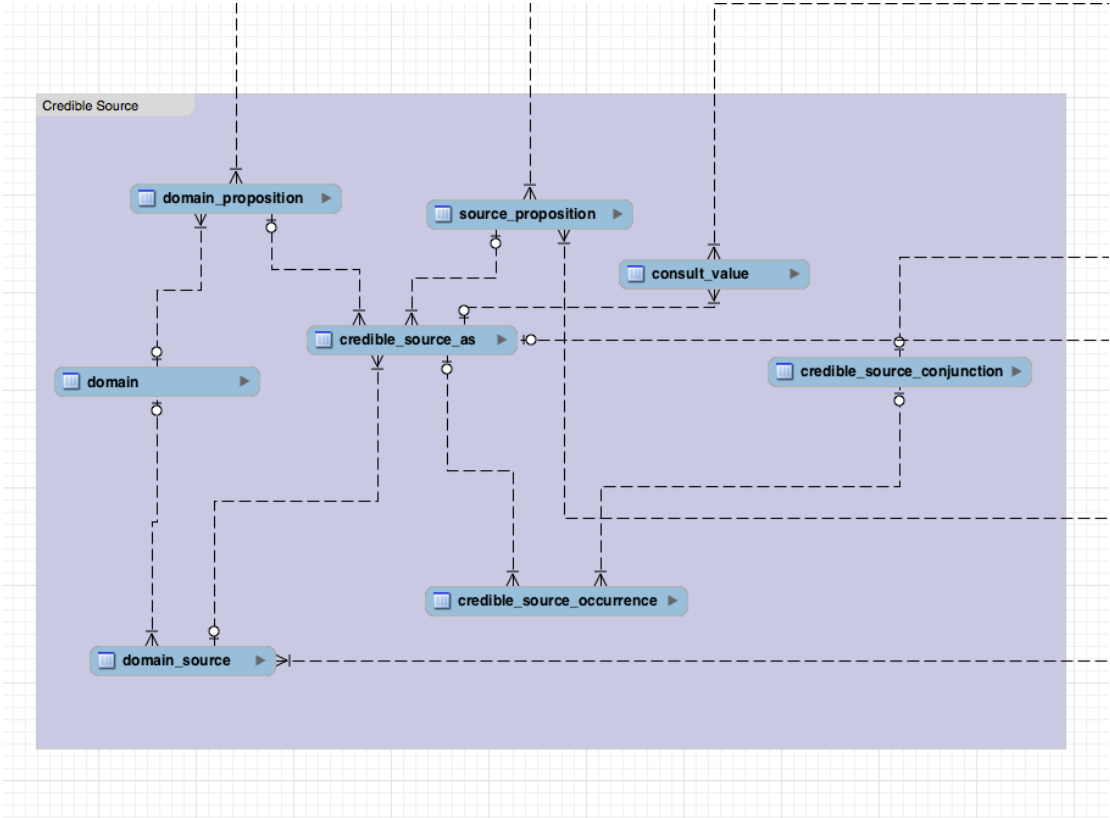 Credible Source
domain_proposition
source_proposition
consult_value
credible_source_as
credible_source_conjunction
domain
credible_source_occurrence
domain_source